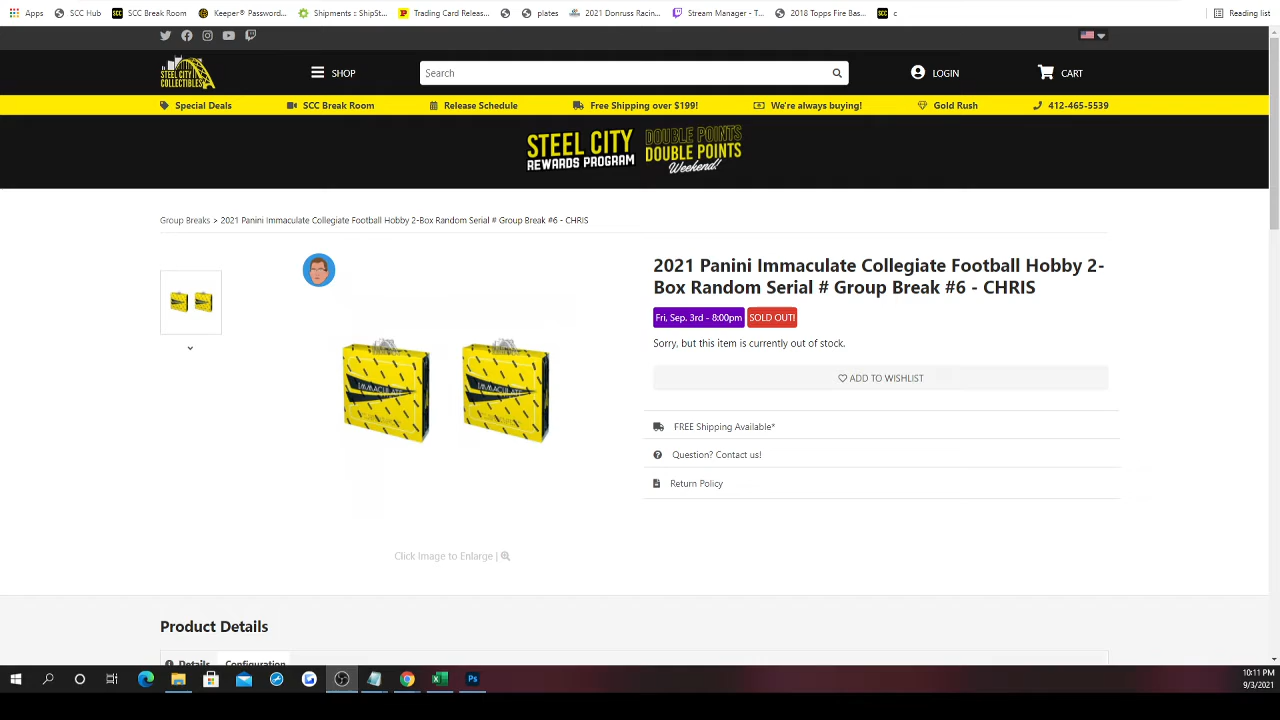 Apps
SCC Hub
SCC Break Room
Keeper® Password...
Shipments :: ShipSt...
Trading Card Releas...
plates
2021 Donruss Racin...
Stream Manager - T...
2018 Topps Fire Bas...
c
Reading list
STEEL CITY
COLLECTIBLES
SHOP
Search
LOGIN
CART
Special Deals
SCC Break Room
Release Schedule
Free Shipping over $199!
We're always buying!
Gold Rush
412-465-5539
STEEL CITY
REWARDS PROGRAM
DOUBLE POINTS
DOUBLE POINTS
Weekend!
Group Breaks > 2021 Panini Immaculate Collegiate Football Hobby 2-Box Random Serial # Group Break #6 - CHRIS
2021 Panini Immaculate Collegiate Football Hobby 2-
Box Random Serial # Group Break #6 - CHRIS
Fri, Sep. 3rd - 8:00pm
SOLD OUT!
Sorry, but this item is currently out of stock.
ADD TO WISHLIST
IMMACULATE
IMMACULATE
FREE Shipping Available*
Question? Contact us!
Return Policy
Click Image to Enlarge |
Product Details
Details
Configuration
10:11 PM
9/3/2021